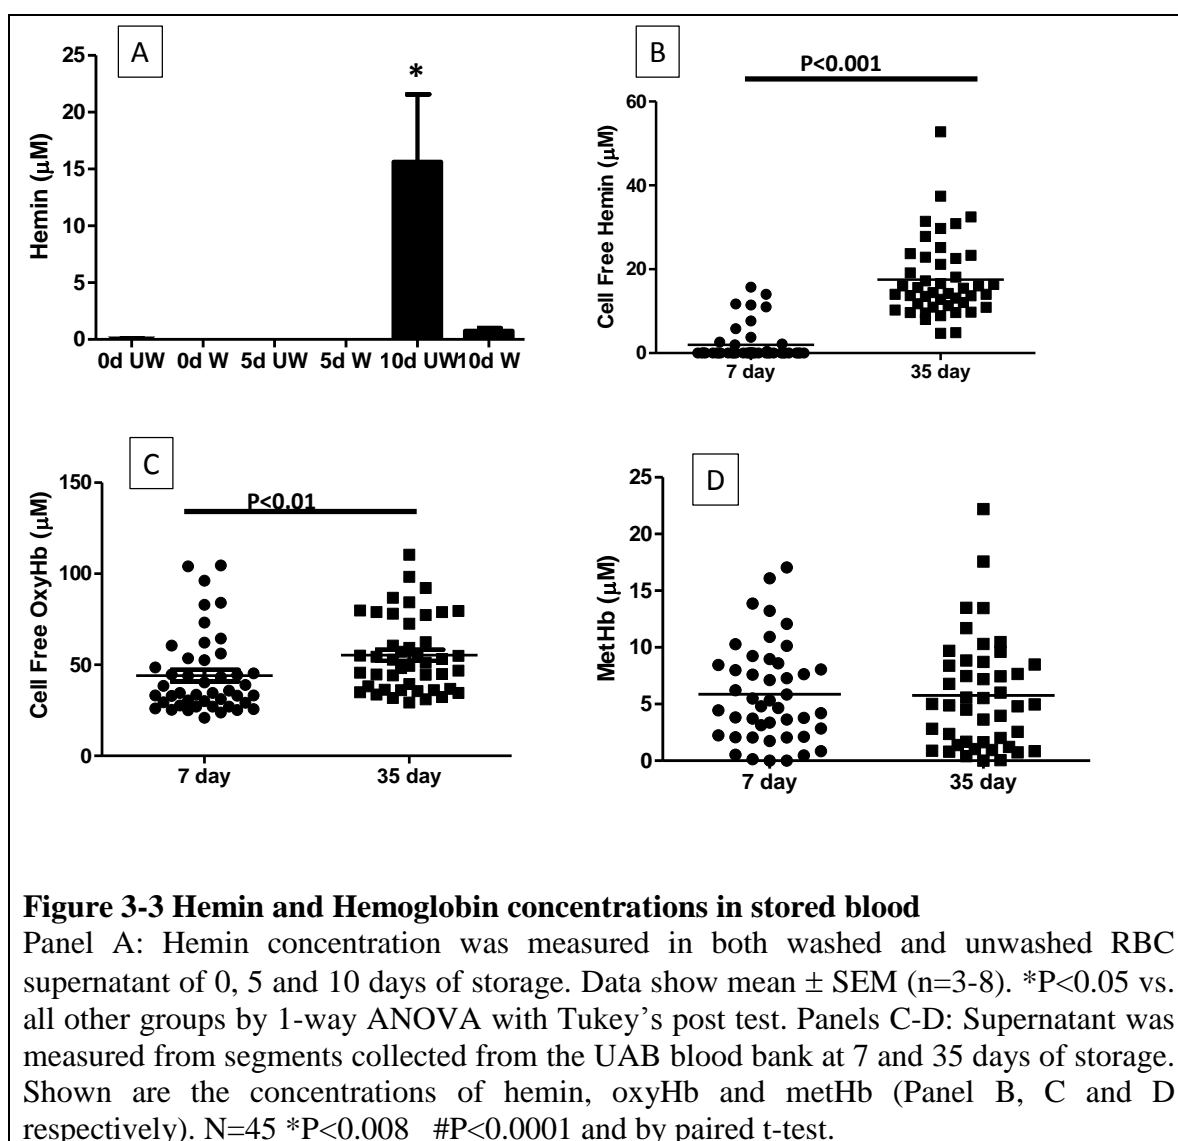 A
25
20
15
10
5
0
Hemin (µM)
*
0d UW 0d W 5d UW 5d W 10d UW 10d W
B
P<0.001
60
40
20
0
Cell Free Hemin (µM)
7 day 35 day
C
P<0.01
150
100
50
0
Cell Free OxyHb (µM)
7 day 35 day
D
25
20
15
10
5
0
MetHb (µM)
7 day 35 day
Figure 3-3 Hemin and Hemoglobin concentrations in stored blood
Panel A: Hemin concentration was measured in both washed and unwashed RBC
supernatant of 0, 5 and 10 days of storage. Data show mean ± SEM (n=3-8). *P<0.05 vs.
all other groups by 1-way ANOVA with Tukey's post test. Panels C-D: Supernatant was
measured from segments collected from the UAB blood bank at 7 and 35 days of storage.
Shown are the concentrations of hemin, oxyHb and metHb (Panel B, C and D
respectively). N=45 *P<0.008 #P<0.0001 and by paired t-test.